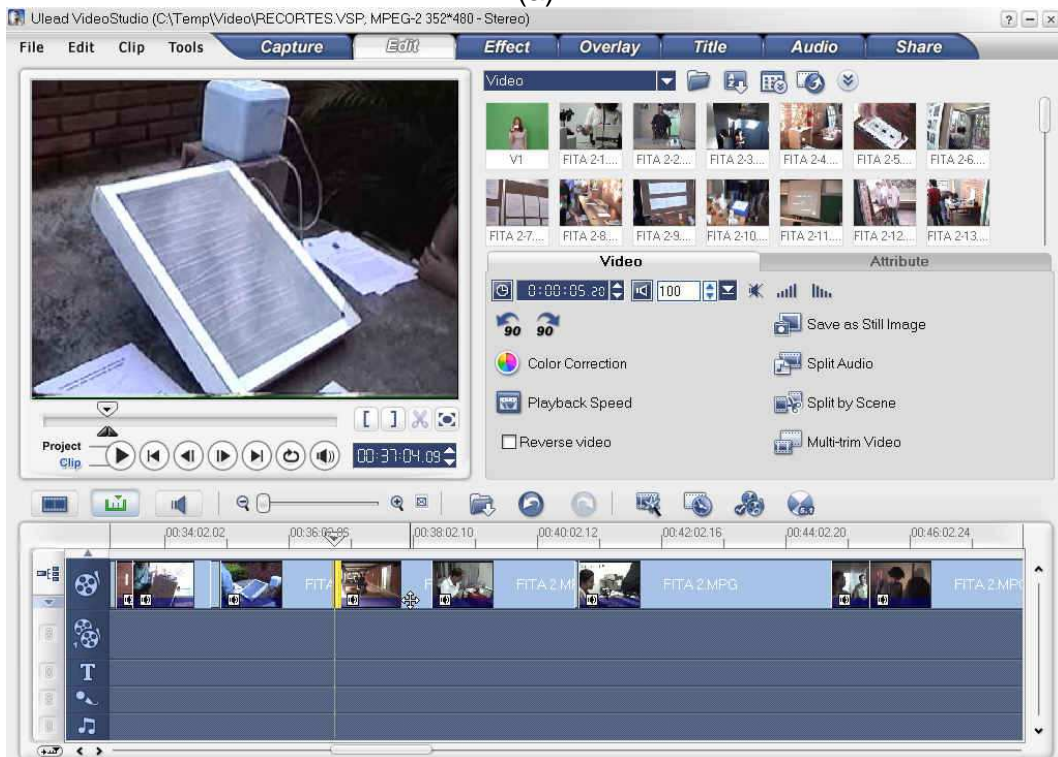 Ulead VideoStudio (C:\Temp\Video\RECORTES.VSP, MPEG-2 352*480 - Stereo)
File Edit Clip Tools Capture Edit Effect Overlay Title Audio Share
Video
V1 FITA 2-1.... FITA 2-2.... FITA 2-3.... FITA 2-4.... FITA 2-5.... FITA 2-6....
FITA 2-7.... FITA 2-8.... FITA 2-9.... FITA 2-10.... FITA 2-11.... FITA 2-12.... FITA 2-13....
Video Attribute
0:00:05.20 100
90 90 Save as Still Image
Color Correction Split Audio
Playback Speed Split by Scene
Reverse video Multi-trim Video
[ ]
Project
Clip 00:37:04.09
5.1
00:34:02.02 00:38:02.10 00:40:02.12 00:42:02.16 00:44:02.20 00:46:02.24
FITA 2.MPG
T